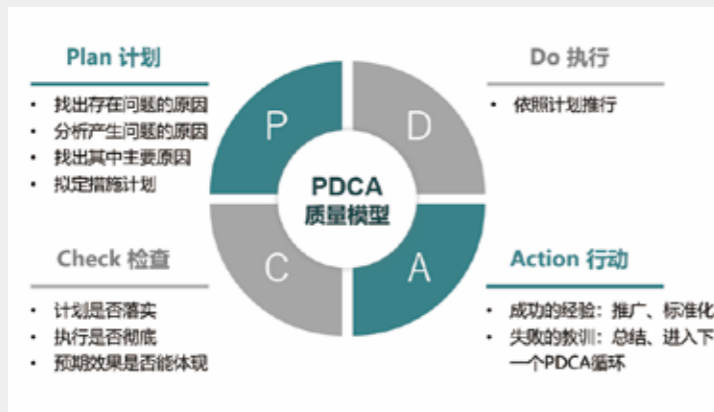 Plan 计划
• 找出存在问题的原因
• 分析产生问题的原因
• 找出其中主要原因
• 拟定措施计划
Do 执行
• 依照计划推行
P
D
PDCA
质量模型
C
A
Check 检查
• 计划是否落实
• 执行是否彻底
• 预期效果是否能体现
Action 行动
• 成功的经验：推广、标准化
• 失败的教训：总结、进入下
一个PDCA循环